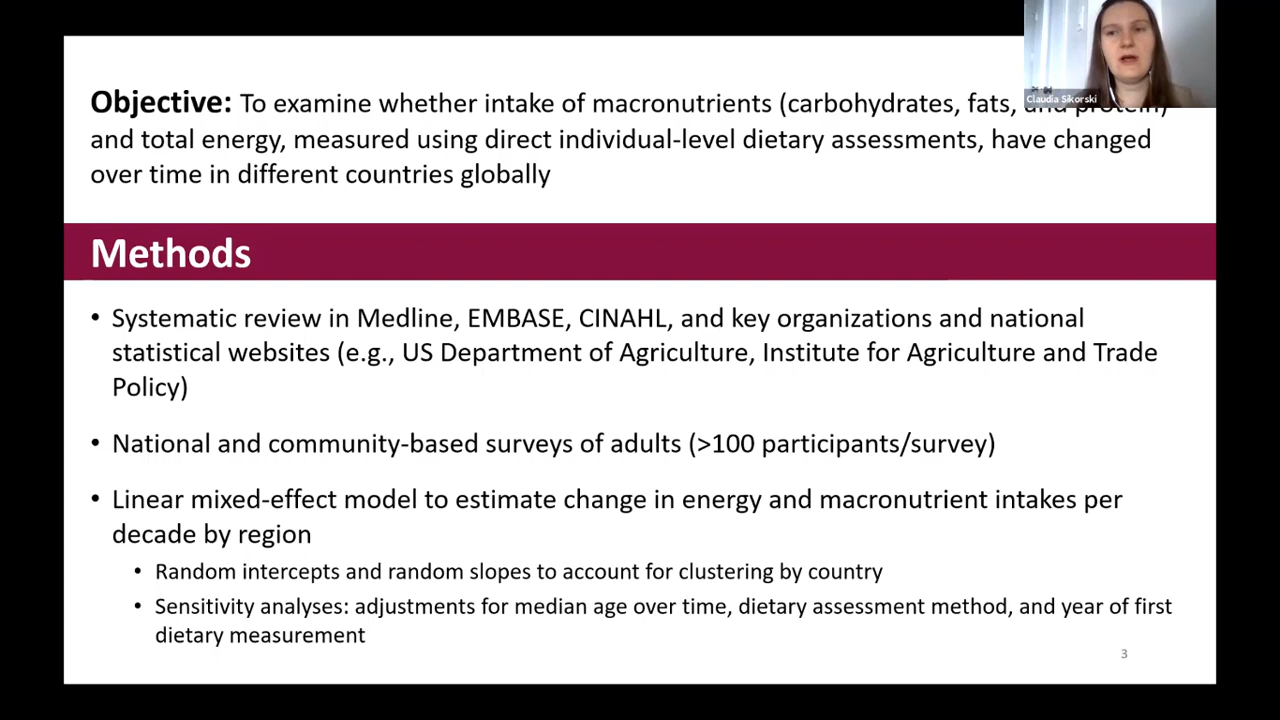 Objective: To examine whether intake of macronutrients (carbohydrates, fats, and protein)
Claudia Sikorski
and total energy, measured using direct individual-level dietary assessments, have changed
over time in different countries globally
Methods
• Systematic review in Medline, EMBASE, CINAHL, and key organizations and national
statistical websites (e.g., US Department of Agriculture, Institute for Agriculture and Trade
Policy)
• National and community-based surveys of adults (>100 participants/survey)
• Linear mixed-effect model to estimate change in energy and macronutrient intakes per
decade by region
• Random intercepts and random slopes to account for clustering by country
• Sensitivity analyses: adjustments for median age over time, dietary assessment method, and year of first
dietary measurement
3